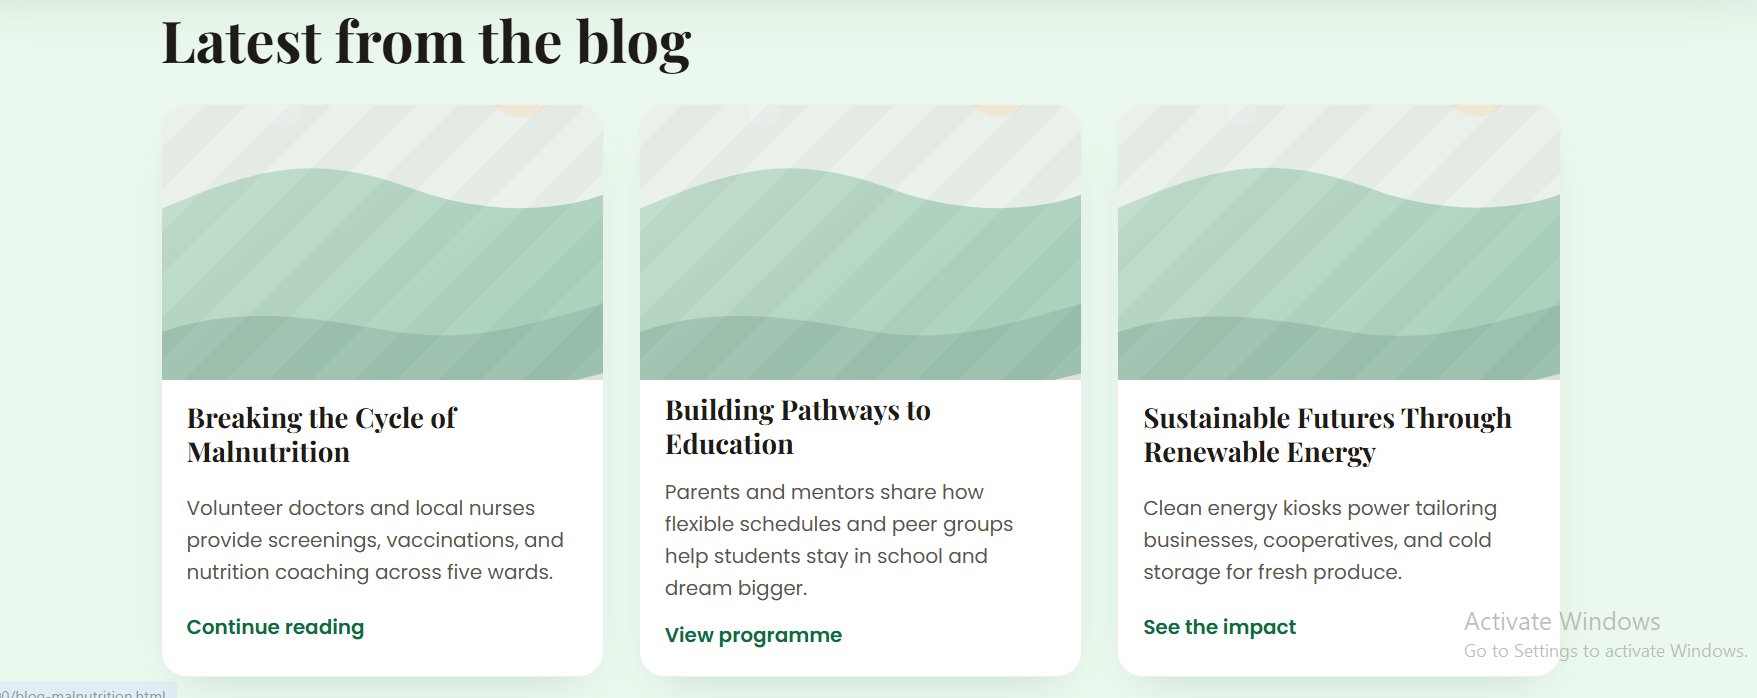 Latest from the blog
Breaking the Cycle of
Malnutrition
Volunteer doctors and local nurses
provide screenings, vaccinations, and
nutrition coaching across five wards.
Continue reading
Building Pathways to
Education
Parents and mentors share how
flexible schedules and peer groups
help students stay in school and
dream bigger.
View programme
Sustainable Futures Through
Renewable Energy
Clean energy kiosks power tailoring
businesses, cooperatives, and cold
storage for fresh produce.
See the impact
Activate Windows
Go to Settings to activate Windows.
0/blog-malnutrition.html